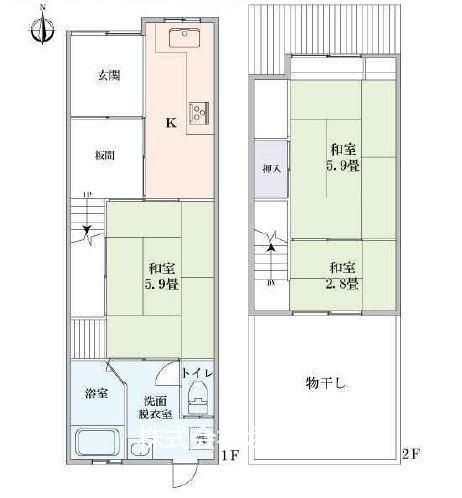 N
玄関
K
板間
UP
和室
5.9畳
浴室
洗面
脱衣室
トイレ
1F
和室
5.9畳
押入
和室
2.8畳
DN
物干し
2F
株式会